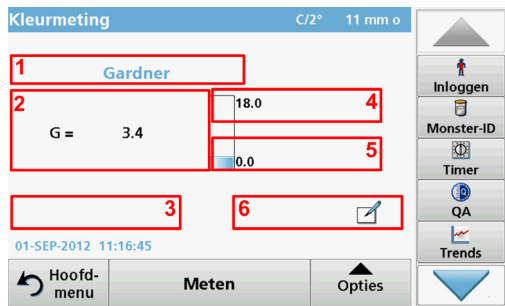 Kleurmeting C/2° 11 mm o
1
Gardner
2
18.0 4
G = 3.4
5
0.0
3 6
01-SEP-2012 11:16:45
Hoofd-
menu
Meten
Opties
Inloggen
Monster-ID
Timer
QA
Trends